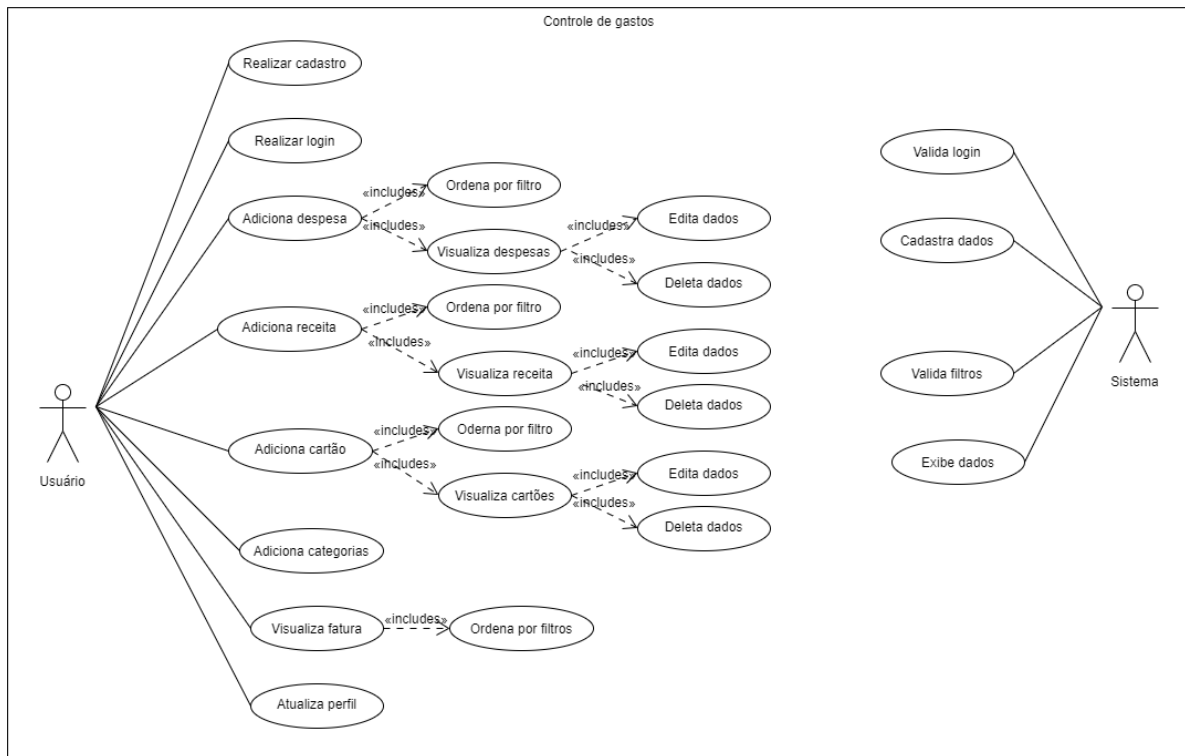 Controle de gastos
Realizar cadastro
Realizar login
Valida login
«includes»
Ordena por filtro
Adiciona despesa
«includes»
Visualiza despesas
«includes»
Edita dados
«includes»
Deleta dados
Cadastra dados
«includes»
Ordena por filtro
Adiciona receita
«includes»
Visualiza receita
«includes»
Edita dados
«includes»
Deleta dados
Valida filtros
Sistema
Usuário
«includes»
Oderna por filtro
Adiciona cartão
«includes»
Visualiza cartões
«includes»
Edita dados
«includes»
Deleta dados
Exibe dados
Adiciona categorias
Visualiza fatura
«includes»
Ordena por filtros
Atualiza perfil